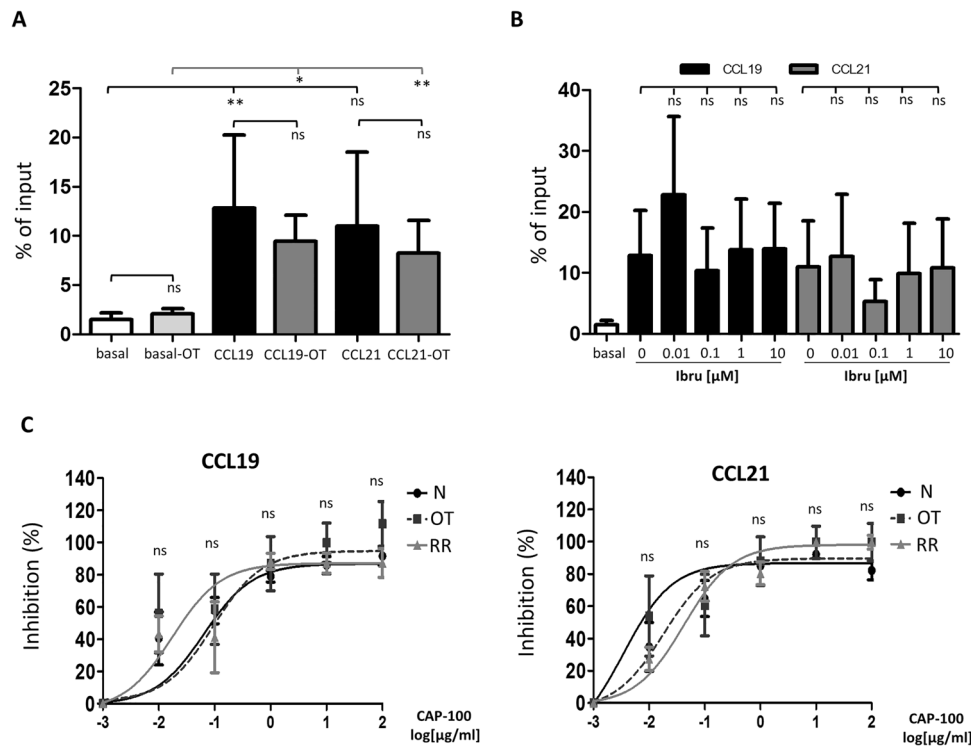 A
** * **
ns
** ns ns ns
25
20
15
10
5
0
% of input
basal basal-OT CCL19 CCL19-OT CCL21 CCL21-OT
B
CCL19 CCL21
ns ns ns ns ns ns ns ns
40
30
20
10
0
% of input
basal 0 0.01 0.1 1 10 0 0.01 0.1 1 10
Ibru [µM] Ibru [µM]
C
CCL19
140
120
100
80
60
40
20
0
Inhibition (%)
ns ns ns ns ns
N
OT
RR
-3 -2 -1 0 1 2
CAP-100
log[µg/ml]
CCL21
140
120
100
80
60
40
20
0
Inhibition (%)
ns ns ns ns ns
N
OT
RR
-3 -2 -1 0 1 2
CAP-100
log[µg/ml]